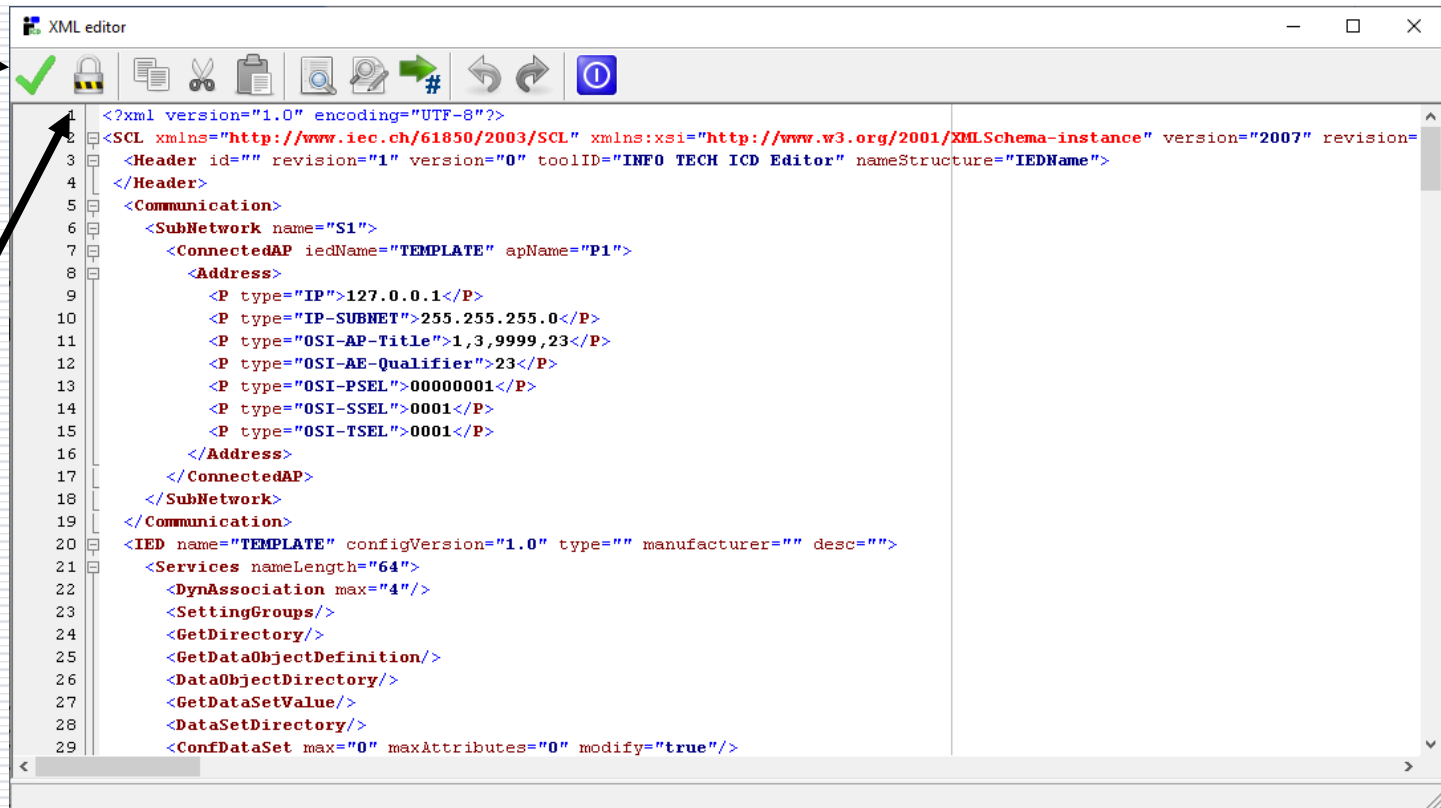 XML editor
#
1 <?xml version="1.0" encoding="UTF-8"?>
2 <SCL xmlns="http://www.iec.ch/61850/2003/SCL" xmlns:xsi="http://www.w3.org/2001/XMLSchema-instance" version="2007" revision=
3 <Header id="" revision="1" version="0" toolID="INFO TECH ICD Editor" nameStructure="IEDName">
4 </Header>
5 <Communication>
6 <SubNetwork name="S1">
7 <ConnectedAP iedName="TEMPLATE" apName="P1">
8 <Address>
9 <P type="IP">127.0.0.1</P>
10 <P type="IP-SUBNET">255.255.255.0</P>
11 <P type="OSI-AP-Title">1,3,9999,23</P>
12 <P type="OSI-AE-Qualifier">23</P>
13 <P type="OSI-PSEL">00000001</P>
14 <P type="OSI-SSEL">0001</P>
15 <P type="OSI-TSEL">0001</P>
16 </Address>
17 </ConnectedAP>
18 </SubNetwork>
19 </Communication>
20 <IED name="TEMPLATE" configVersion="1.0" type="" manufacturer="" desc="">
21 <Services nameLength="64">
22 <DynAssociation max="4"/>
23 <SettingGroups/>
24 <GetDirectory/>
25 <GetDataObjectDefinition/>
26 <DataObjectDirectory/>
27 <GetDataSetValue/>
28 <DataSetDirectory/>
29 <ConfDataSet max="0" maxAttributes="0" modify="true"/>